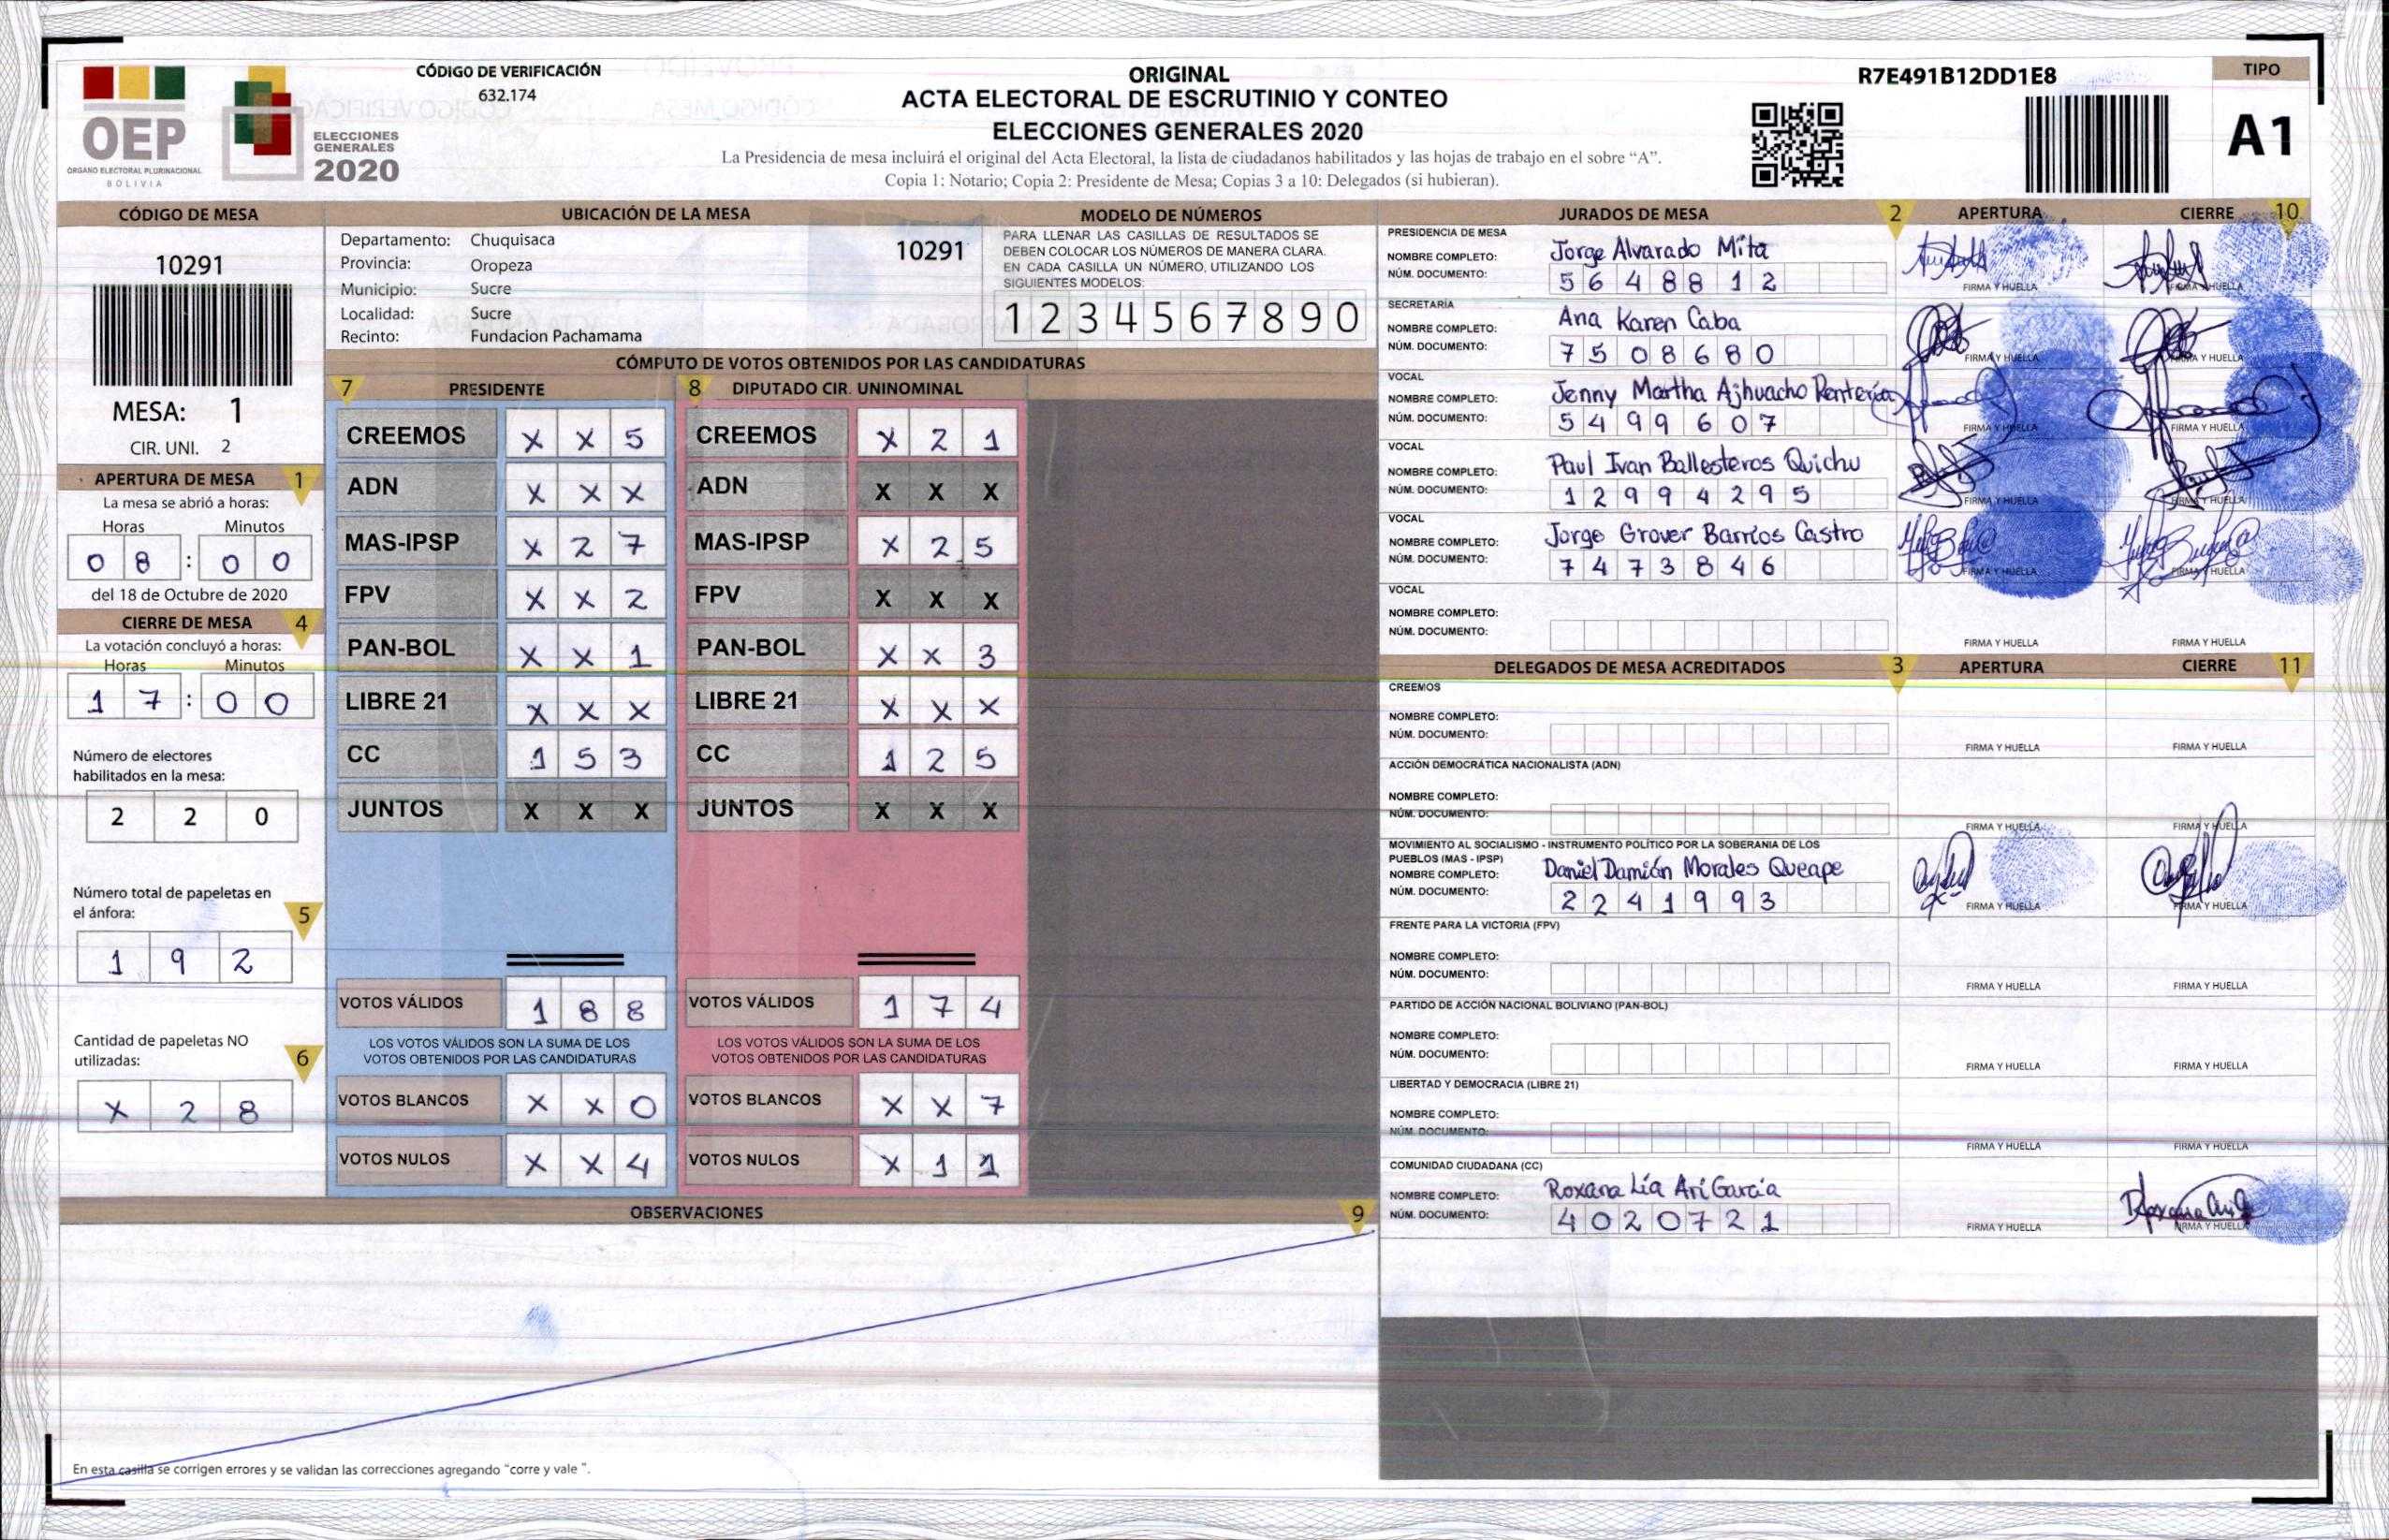 CÓDIGO DE VERIFICACIÓN
632.174
ORIGINAL
ACTA ELECTORAL DE ESCRUTINIO Y CONTEO
ELECCIONES GENERALES 2020
La Presidencia de mesa incluirá el original del Acta Electoral, la lista de ciudadanos habilitados y las hojas de trabajo en el sobre “A”.
Copia 1: Notario; Copia 2: Presidente de Mesa; Copias 3 a 10: Delegados (si hubieran).
R7E491B12DD1E8
TIPO
A1
OEP
ÓRGANO ELECTORAL PLURINACIONAL
BOLIVIA
ELECCIONES
GENERALES
2020
CÓDIGO DE MESA
10291
MESA: 1
CIR. UNI. 2
APERTURA DE MESA 1
La mesa se abrió a horas:
Horas Minutos
0 8 : 0 0
del 18 de Octubre de 2020
CIERRE DE MESA 4
La votación concluyó a horas:
Horas Minutos
1 7 : 0 0
Número de electores
habilitados en la mesa:
2 2 0
Número total de papeletas en
el ánfora: 5
1 9 2
Cantidad de papeletas NO
utilizadas: 6
X 2 8
UBICACIÓN DE LA MESA
Departamento: Chuquisaca
10291
Provincia: Oropeza
Municipio: Sucre
Localidad: Sucre
Recinto: Fundacion Pachamama
MODELO DE NÚMEROS
PARA LLENAR LAS CASILLAS DE RESULTADOS SE
DEBEN COLOCAR LOS NÚMEROS DE MANERA CLARA.
EN CADA CASILLA UN NÚMERO, UTILIZANDO LOS
SIGUIENTES MODELOS:
1 2 3 4 5 6 7 8 9 0
CÓMPUTO DE VOTOS OBTENIDOS POR LAS CANDIDATURAS
7 PRESIDENTE
CREEMOS X X 5
ADN X X X
MAS-IPSP X 2 7
FPV X X 2
PAN-BOL X X 1
LIBRE 21 X X X
CC 1 5 3
JUNTOS X X X
VOTOS VÁLIDOS 1 8 8
LOS VOTOS VÁLIDOS SON LA SUMA DE LOS
VOTOS OBTENIDOS POR LAS CANDIDATURAS
VOTOS BLANCOS X X 0
VOTOS NULOS X X 4
8 DIPUTADO CIR. UNINOMINAL
CREEMOS X 2 1
ADN X X X
MAS-IPSP X 2 5
FPV X X X
PAN-BOL X X 3
LIBRE 21 X X X
CC 1 2 5
JUNTOS X X X
VOTOS VÁLIDOS 1 7 4
LOS VOTOS VÁLIDOS SON LA SUMA DE LOS
VOTOS OBTENIDOS POR LAS CANDIDATURAS
VOTOS BLANCOS X X 7
VOTOS NULOS X 1 1
OBSERVACIONES 9
En esta casilla se corrigen errores y se validan las correcciones agregando “corre y vale ”.
JURADOS DE MESA 2 APERTURA CIERRE 10
PRESIDENCIA DE MESA
NOMBRE COMPLETO: Jorge Alvarado Mita
NÚM. DOCUMENTO: 5 6 4 8 8 1 2
FIRMA Y HUELLA FIRMA Y HUELLA
SECRETARÍA
NOMBRE COMPLETO: Ana Karen Caba
NÚM. DOCUMENTO: 7 5 0 8 6 8 0
FIRMA Y HUELLA FIRMA Y HUELLA
VOCAL
NOMBRE COMPLETO: Jenny Martha Ajhuacho Rentería
NÚM. DOCUMENTO: 5 4 9 9 6 0 7
FIRMA Y HUELLA FIRMA Y HUELLA
VOCAL
NOMBRE COMPLETO: Paul Ivan Ballesteros Quichu
NÚM. DOCUMENTO: 1 2 9 9 4 2 9 5
FIRMA Y HUELLA FIRMA Y HUELLA
VOCAL
NOMBRE COMPLETO: Jorge Grover Barrios Castro
NÚM. DOCUMENTO: 7 4 7 3 8 4 6
FIRMA Y HUELLA FIRMA Y HUELLA
VOCAL
NOMBRE COMPLETO:
NÚM. DOCUMENTO:
FIRMA Y HUELLA FIRMA Y HUELLA
DELEGADOS DE MESA ACREDITADOS 3 APERTURA CIERRE 11
CREEMOS
NOMBRE COMPLETO:
NÚM. DOCUMENTO:
FIRMA Y HUELLA FIRMA Y HUELLA
ACCIÓN DEMOCRÁTICA NACIONALISTA (ADN)
NOMBRE COMPLETO:
NÚM. DOCUMENTO:
FIRMA Y HUELLA FIRMA Y HUELLA
MOVIMIENTO AL SOCIALISMO - INSTRUMENTO POLÍTICO POR LA SOBERANIA DE LOS
PUEBLOS (MAS - IPSP)
NOMBRE COMPLETO: Daniel Damián Morales Queape
NÚM. DOCUMENTO: 2 2 4 1 9 9 3
FIRMA Y HUELLA FIRMA Y HUELLA
FRENTE PARA LA VICTORIA (FPV)
NOMBRE COMPLETO:
NÚM. DOCUMENTO:
FIRMA Y HUELLA FIRMA Y HUELLA
PARTIDO DE ACCIÓN NACIONAL BOLIVIANO (PAN-BOL)
NOMBRE COMPLETO:
NÚM. DOCUMENTO:
FIRMA Y HUELLA FIRMA Y HUELLA
LIBERTAD Y DEMOCRACIA (LIBRE 21)
NOMBRE COMPLETO:
NÚM. DOCUMENTO:
FIRMA Y HUELLA FIRMA Y HUELLA
COMUNIDAD CIUDADANA (CC)
NOMBRE COMPLETO: Roxana Lía Ari García
NÚM. DOCUMENTO: 4 0 2 0 7 2 1
FIRMA Y HUELLA FIRMA Y HUELLA